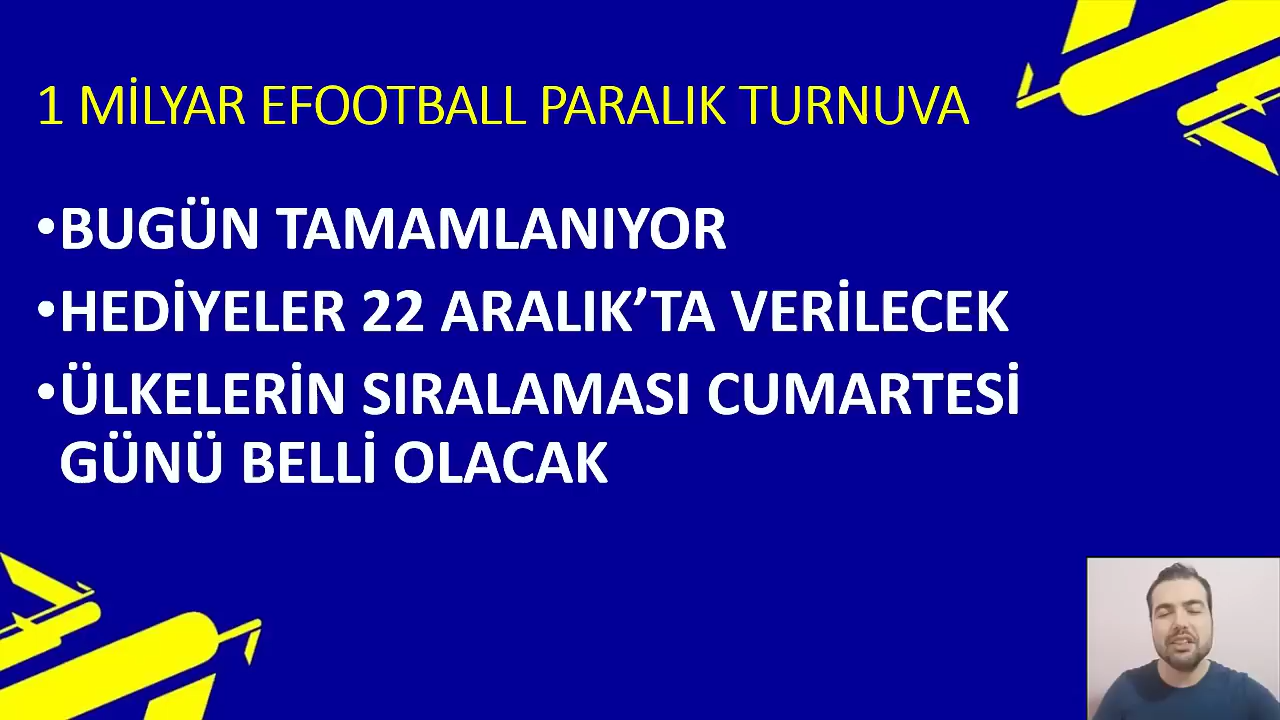 1 MİLYAR EFOOTBALL PARALIK TURNUVA
•BUGÜN TAMAMLANIYOR
•HEDİYELER 22 ARALIK’TA VERİLECEK
•ÜLKELERİN SIRALAMASI CUMARTESİ
GÜNÜ BELLİ OLACAK